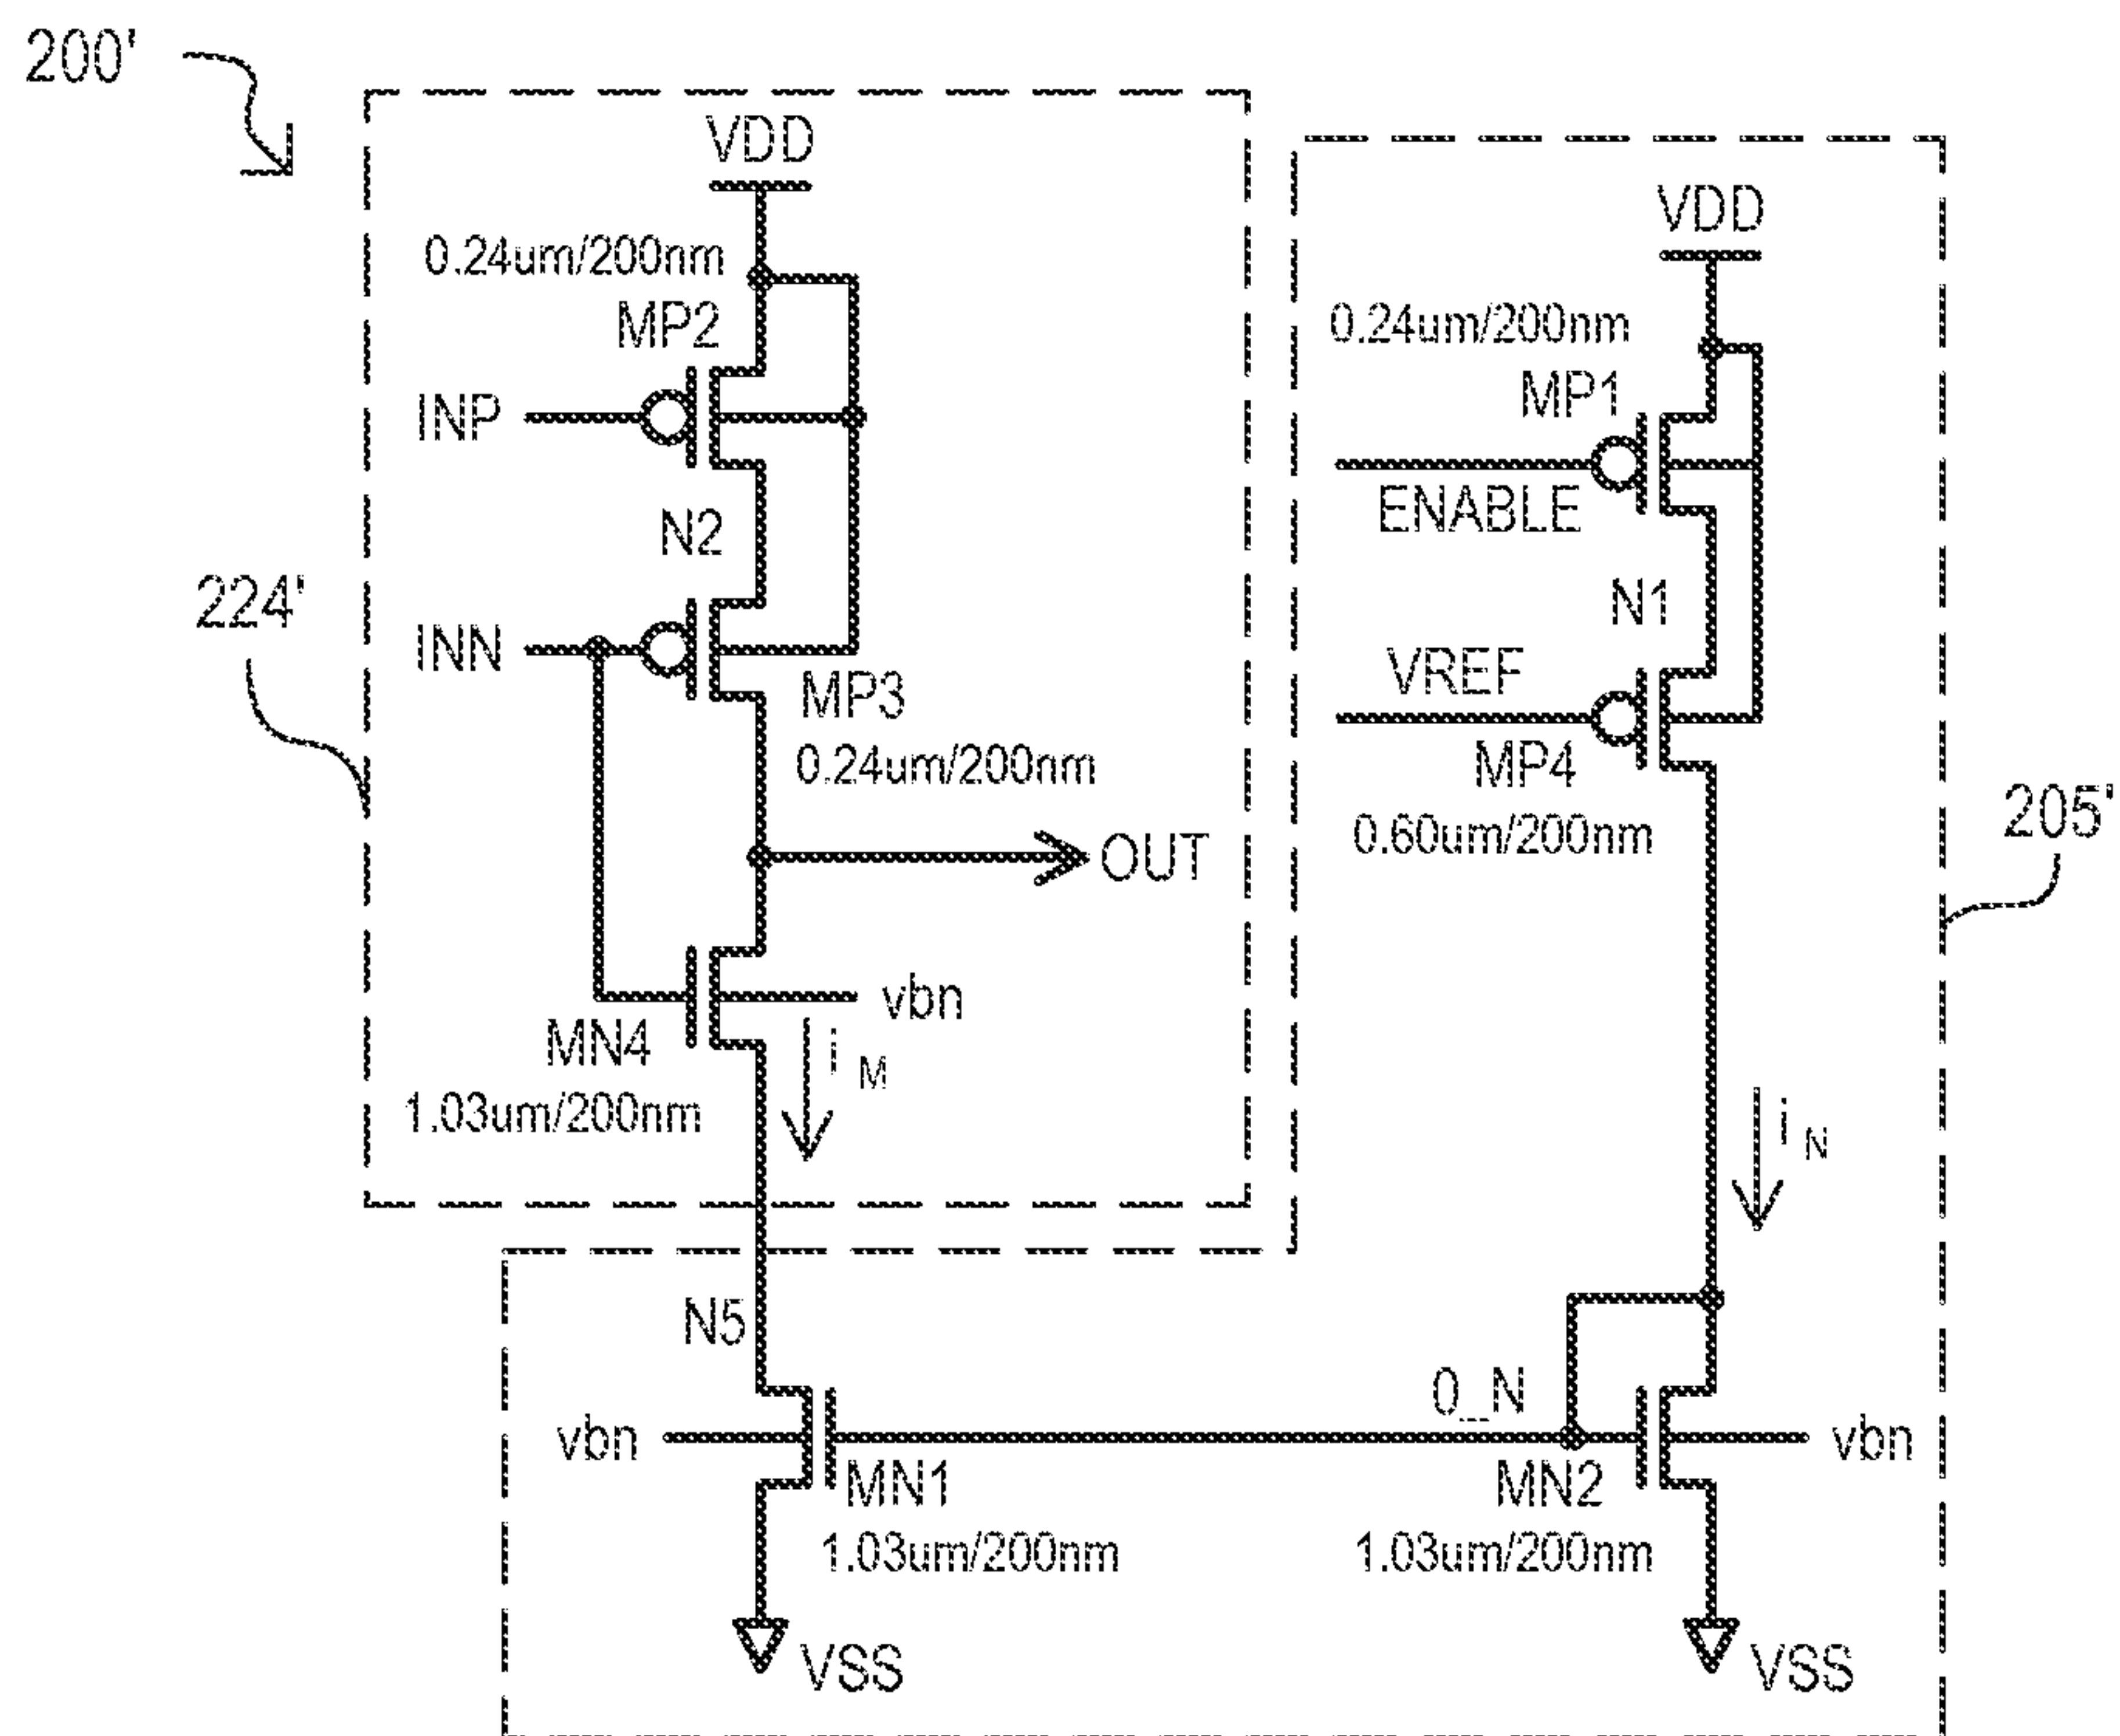 200'
VDD
0.24um/200nm
MP2
INP
N2
INN
MP3
0.24um/200nm
OUT
vbn
MN4
1.03um/200nm
i M
224'
VDD
0.24um/200nm
MP1
ENABLE
N1
VREF
MP4
0.60um/200nm
205'
i N
N5
0_N
vbn
MN1
1.03um/200nm
MN2
1.03um/200nm
vbn
VSS
VSS